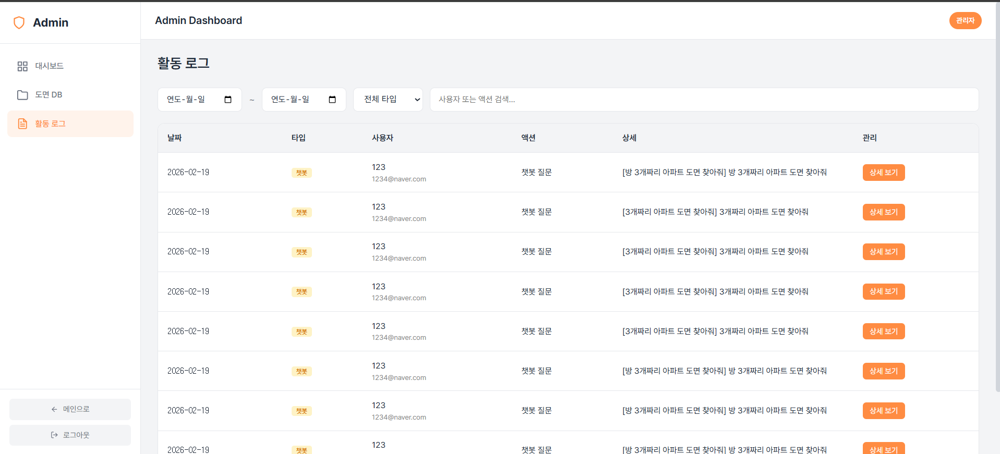 Admin
Admin Dashboard
관리자
대시보드
도면 DB
활동 로그
메인으로
로그아웃
활동 로그
연도-월-일 ~ 연도-월-일 전체 타입 사용자 또는 액션 검색...
날짜 타입 사용자 액션 상세 관리
2026-02-19 챗봇 123 챗봇 질문 [방 3개짜리 아파트 도면 찾아줘] 방 3개짜리 아파트 도면 찾아줘 상세 보기
1234@naver.com
2026-02-19 챗봇 123 챗봇 질문 [3개짜리 아파트 도면 찾아줘] 3개짜리 아파트 도면 찾아줘 상세 보기
1234@naver.com
2026-02-19 챗봇 123 챗봇 질문 [3개짜리 아파트 도면 찾아줘] 3개짜리 아파트 도면 찾아줘 상세 보기
1234@naver.com
2026-02-19 챗봇 123 챗봇 질문 [3개짜리 아파트 도면 찾아줘] 3개짜리 아파트 도면 찾아줘 상세 보기
1234@naver.com
2026-02-19 챗봇 123 챗봇 질문 [3개짜리 아파트 도면 찾아줘] 3개짜리 아파트 도면 찾아줘 상세 보기
1234@naver.com
2026-02-19 챗봇 123 챗봇 질문 [방 3개짜리 아파트 도면 찾아줘] 방 3개짜리 아파트 도면 찾아줘 상세 보기
1234@naver.com
2026-02-19 챗봇 123 챗봇 질문 [방 3개짜리 아파트 도면 찾아줘] 방 3개짜리 아파트 도면 찾아줘 상세 보기
1234@naver.com
2026-02-19 챗봇 123 챗봇 질문 [방 3개짜리 아파트 도면 찾아줘] 방 3개짜리 아파트 도면 찾아줘 상세 보기